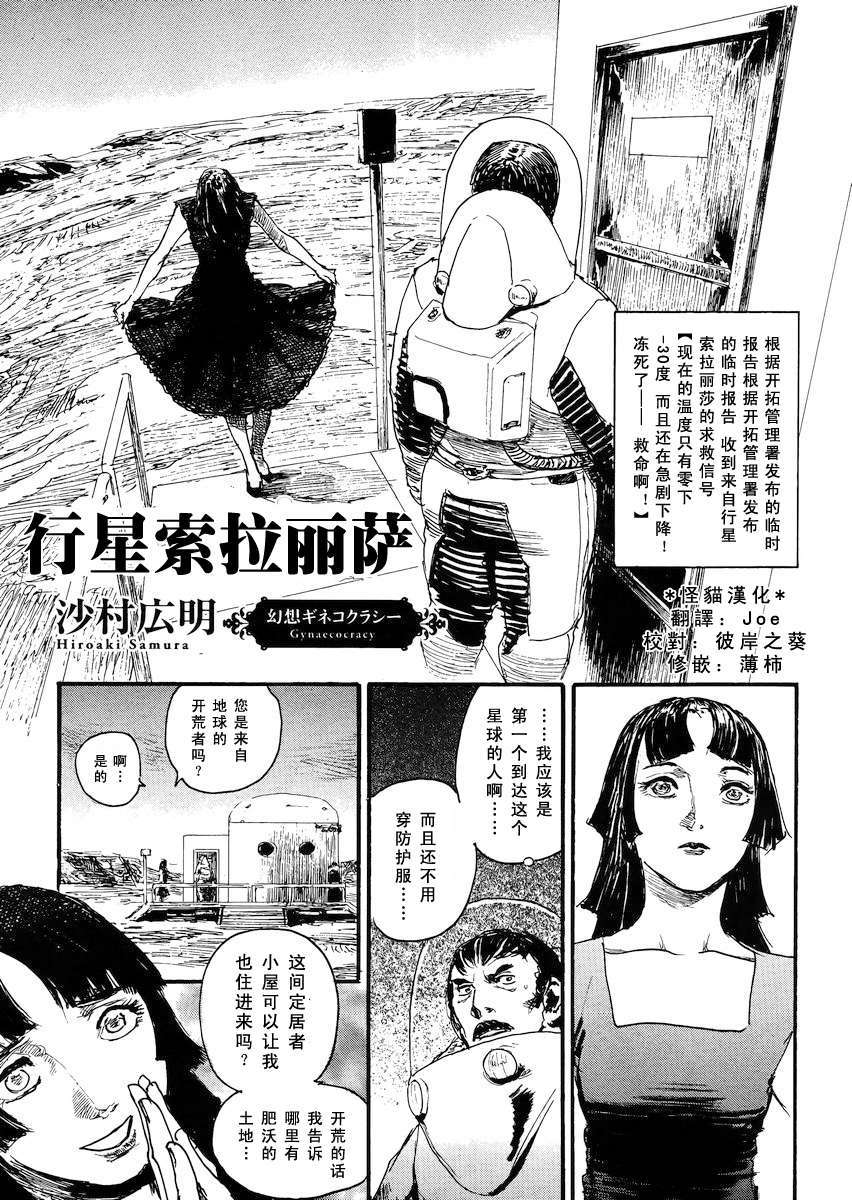 根据开拓管理署发布的临时
报告根据开拓管理署发布
的临时报告 收到来自行星
索拉丽莎的求救信号
【现在的温度只有零下
-30度 而且还在急剧下降！
冻死了—— 救命啊！】
行星索拉丽萨
沙村広明
Hiroaki Samura
幻想ギネコクラシー
Gynaecocracy
*怪貓漢化*
翻譯：Joe
校對：彼岸之葵
修嵌：薄柿
……我应该是
第一个到达这个
星球的人啊……
而且还不用
穿防护服
……
您是来自
地球的
开荒者吗？
啊…
是的
这间定居者
小屋可以让我
也住进来吗？
开荒的话
我告诉
哪里有
肥沃的
土地…